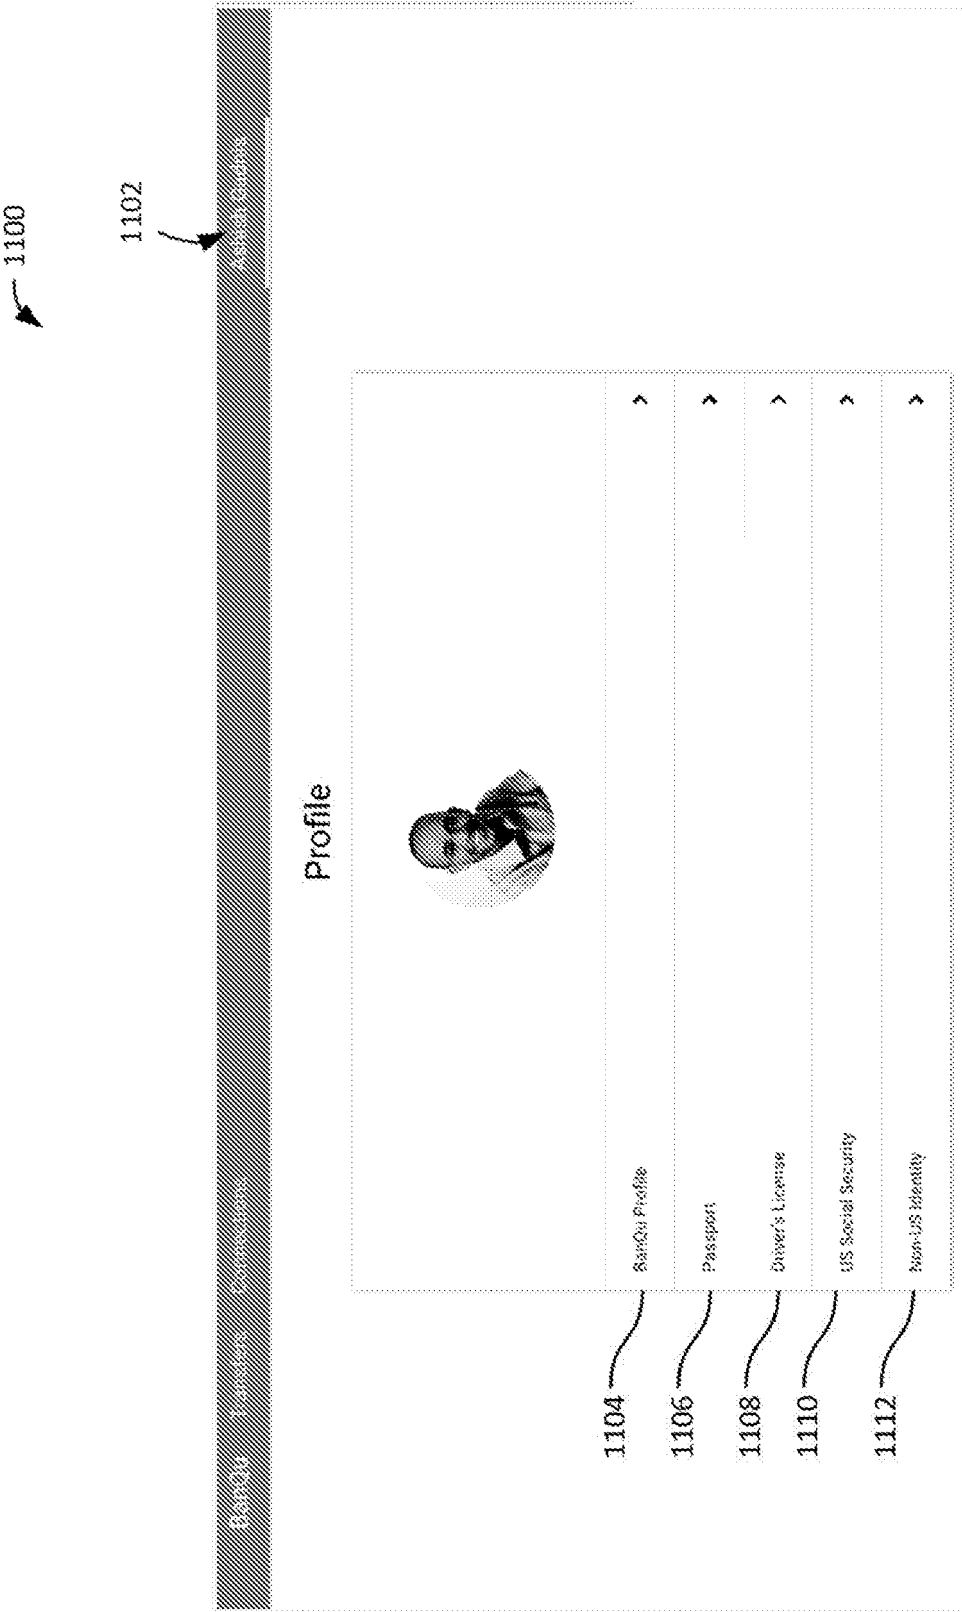 1100
1102
BanQu
Profile
1104
BanQu Profile
1106
Passport
1108
Driver's License
1110
US Social Security
1112
Non-US Identity